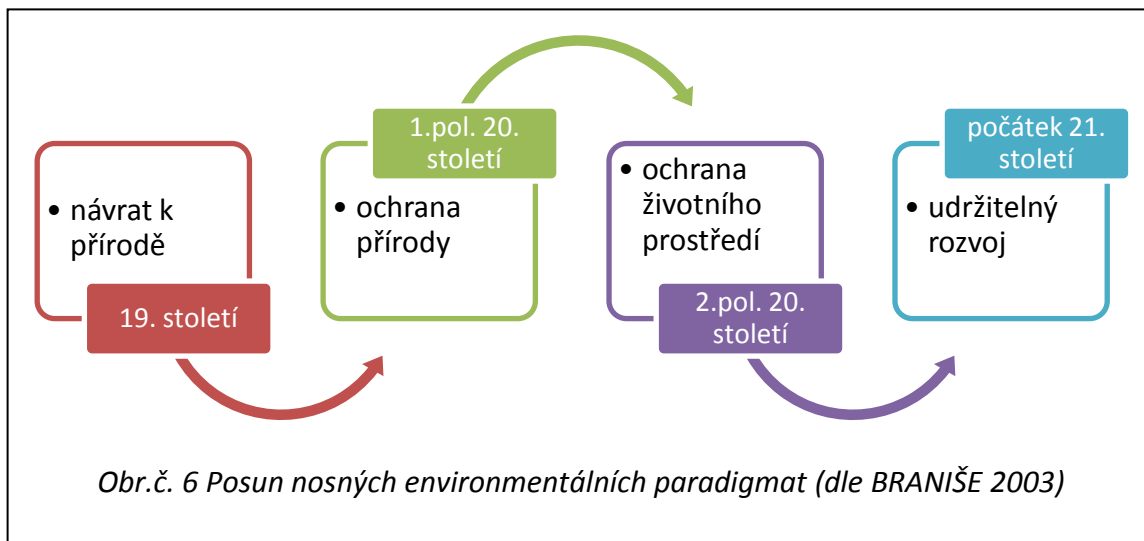 • návrat k
přírodě
19. století
1.pol. 20.
století
• ochrana
přírody
• ochrana
životního
prostředí
2.pol. 20.
století
počátek 21.
století
• udržitelný
rozvoj
Obr.č. 6 Posun nosných environmentálních paradigmat (dle BRANIŠE 2003)